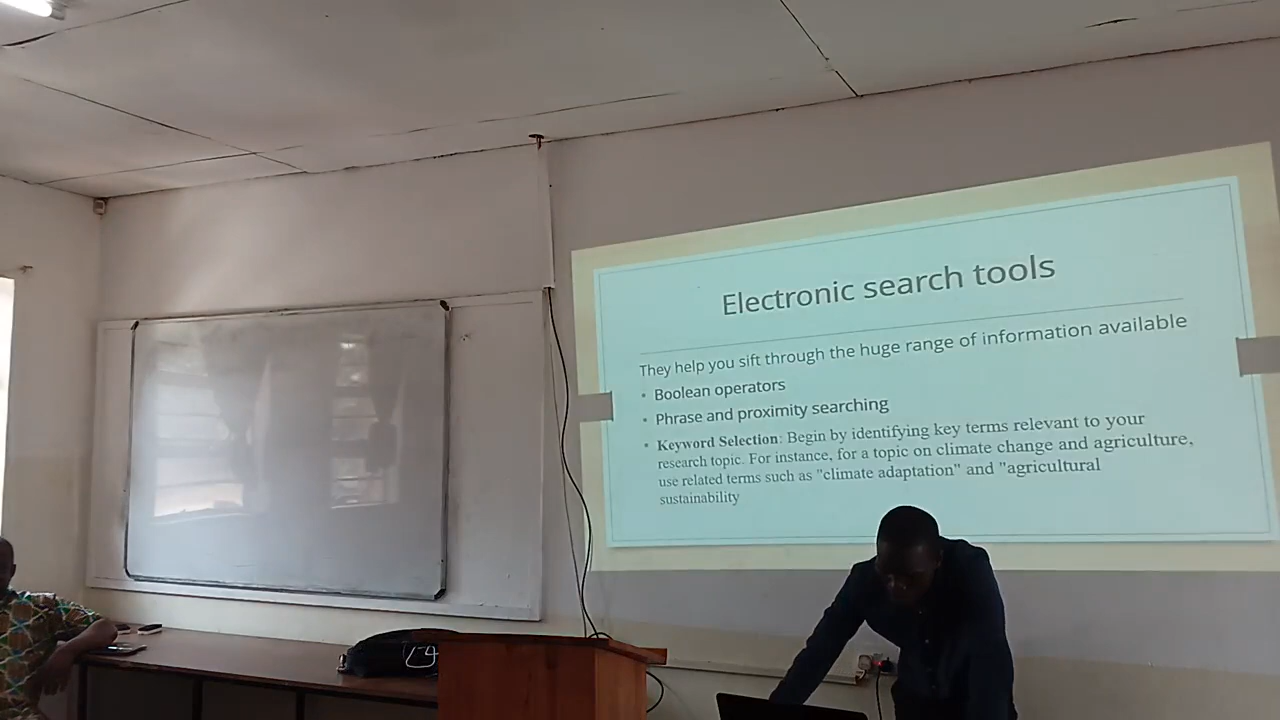 Electronic search tools
They help you sift through the huge range of information available
• Boolean operators
• Phrase and proximity searching
• Keyword Selection: Begin by identifying key terms relevant to your
research topic. For instance, for a topic on climate change and agriculture,
use related terms such as "climate adaptation" and "agricultural
sustainability